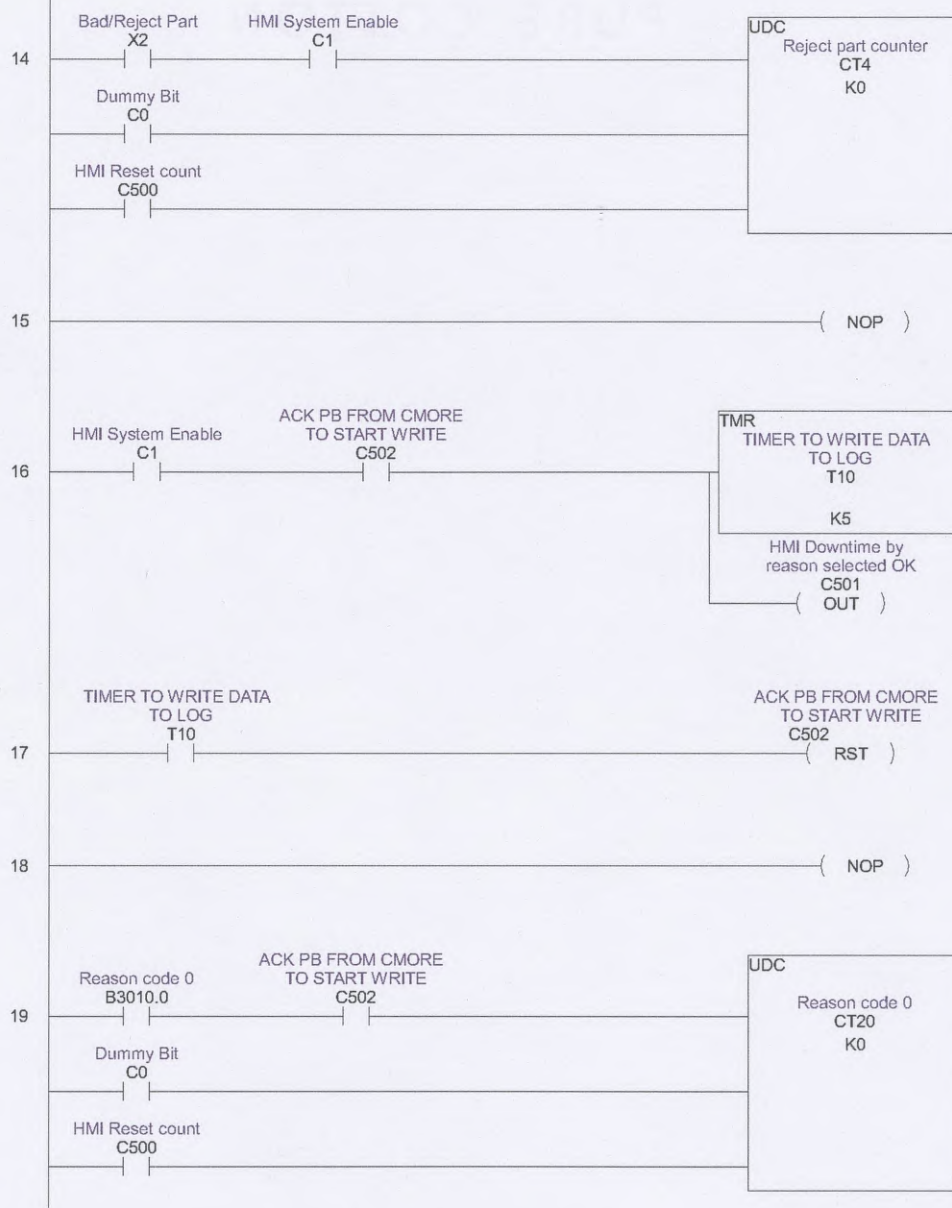 Bad/Reject Part
X2
HMI System Enable
C1
14
UDC
Reject part counter
CT4
K0
Dummy Bit
C0
HMI Reset count
C500
15
NOP
HMI System Enable
C1
ACK PB FROM CMORE
TO START WRITE
C502
16
TMR
TIMER TO WRITE DATA
TO LOG
T10
K5
HMI Downtime by
reason selected OK
C501
OUT
TIMER TO WRITE DATA
TO LOG
T10
17
ACK PB FROM CMORE
TO START WRITE
C502
RST
18
NOP
Reason code 0
B3010.0
ACK PB FROM CMORE
TO START WRITE
C502
19
UDC
Reason code 0
CT20
K0
Dummy Bit
C0
HMI Reset count
C500